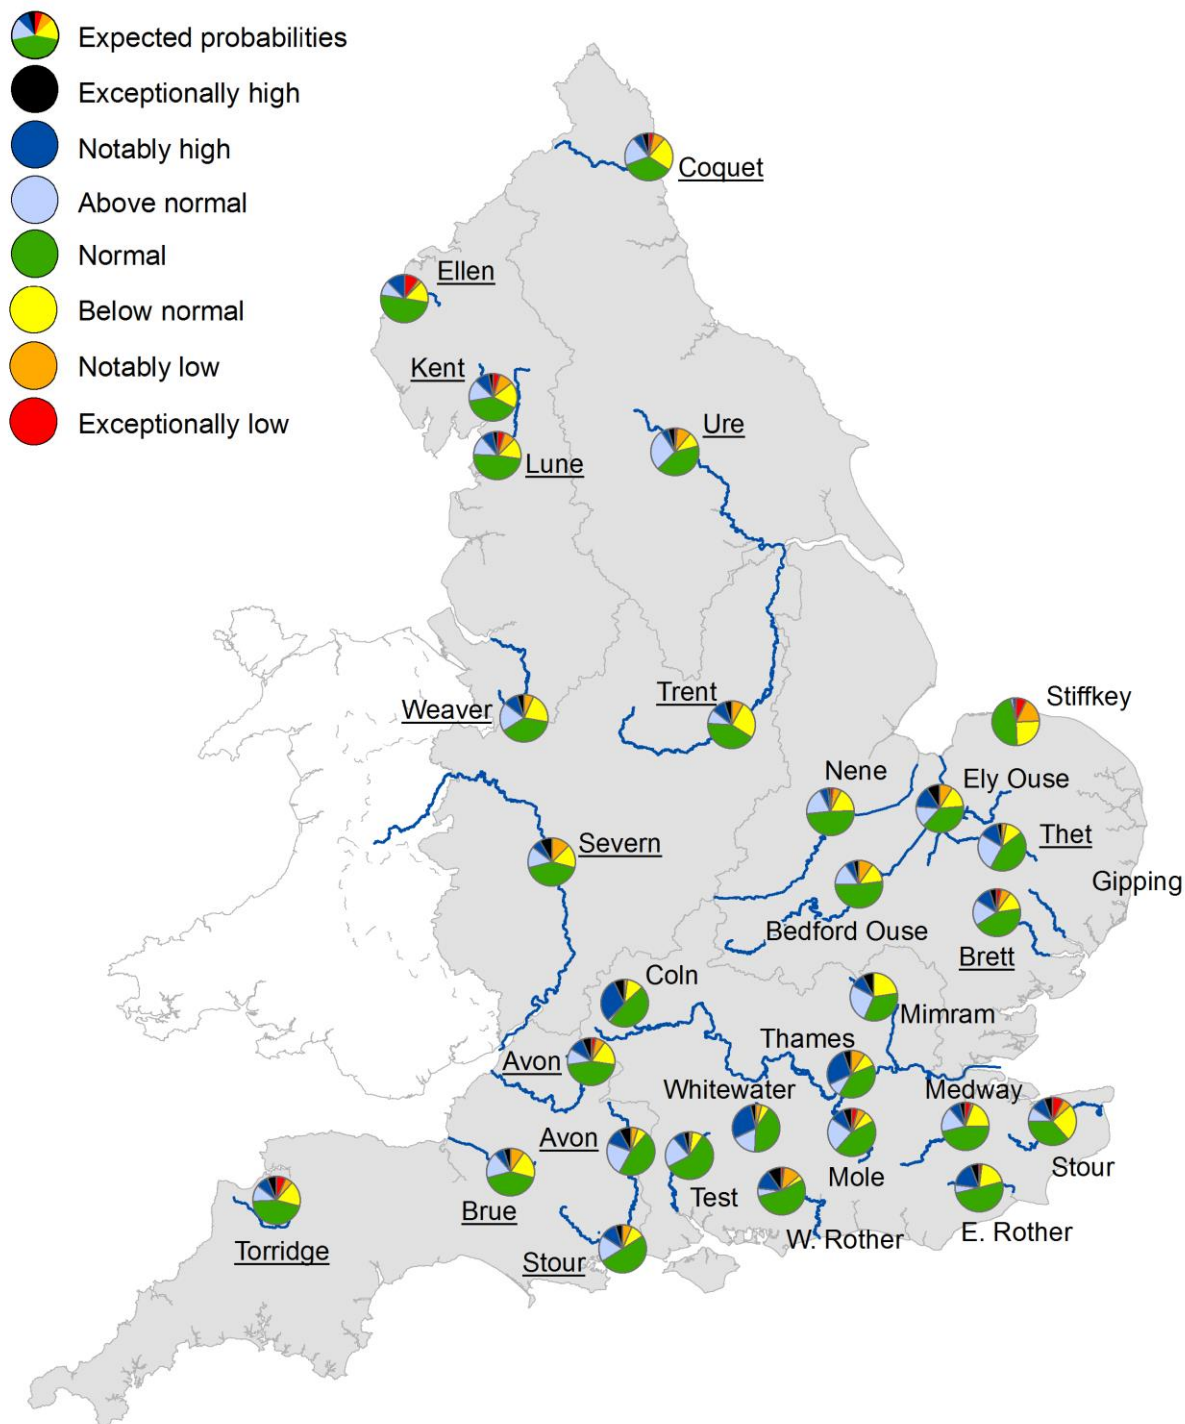 Expected probabilities
Exceptionally high
Notably high
Above normal
Normal
Below normal
Notably low
Exceptionally low
Coquet
Ellen
Kent
Ure
Lune
Weaver
Trent
Stiffkey
Nene
Ely Ouse
Thet
Severn
Gipping
Bedford Ouse
Brett
Coln
Mimram
Thames
Avon
Whitewater
Medway
Avon
Stour
Mole
Test
Brue
W. Rother
E. Rother
Torridge
Stour